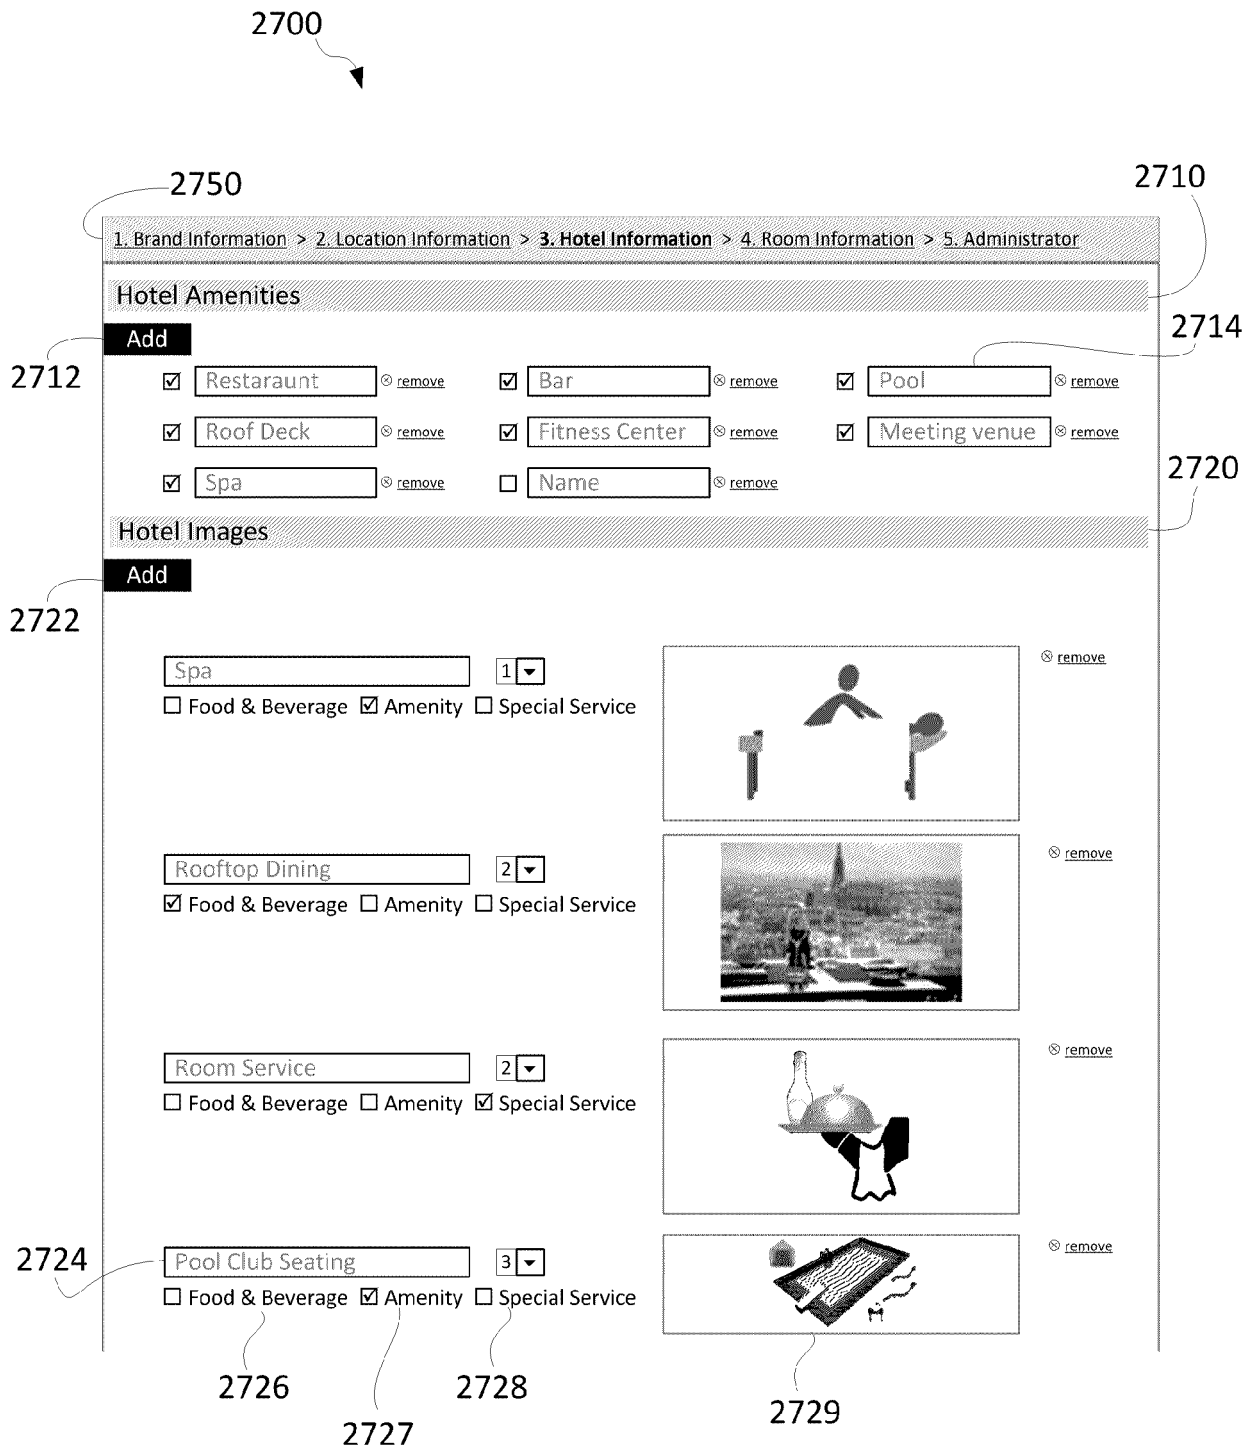 2700
2750
2710
1. Brand Information > 2. Location Information > 3. Hotel Information > 4. Room Information > 5. Administrator
Hotel Amenities
2714
Add
2712
Restaraunt remove Bar remove Pool remove
Roof Deck remove Fitness Center remove Meeting venue remove
2720
Spa remove Name remove
Hotel Images
Add
2722
Spa 1 remove
Food & Beverage Amenity Special Service
Rooftop Dining 2 remove
Food & Beverage Amenity Special Service
Room Service 2 remove
Food & Beverage Amenity Special Service
2724
Pool Club Seating 3 remove
Food & Beverage Amenity Special Service
2726
2728
2729
2727